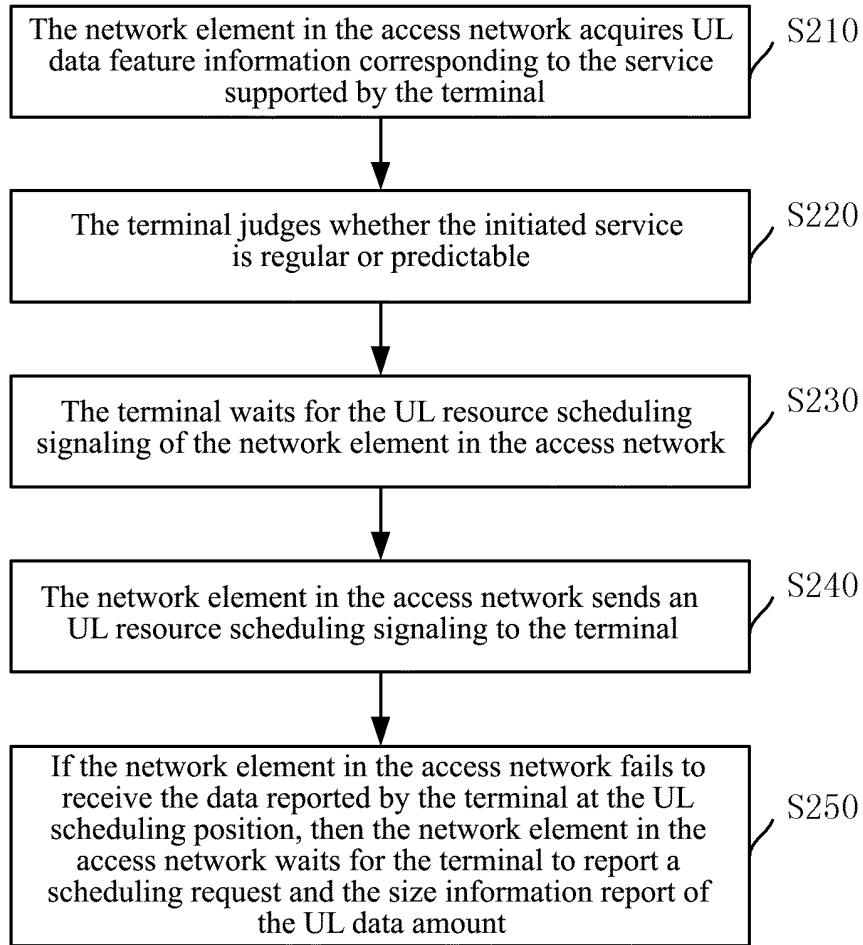 The network element in the access network acquires UL
data feature information corresponding to the service
supported by the terminal
S210
The terminal judges whether the initiated service
is regular or predictable
S220
The terminal waits for the UL resource scheduling
signaling of the network element in the access network
S230
The network element in the access network sends an
UL resource scheduling signaling to the terminal
S240
If the network element in the access network fails to
receive the data reported by the terminal at the UL
scheduling position, then the network element in the
access network waits for the terminal to report a
scheduling request and the size information report of
the UL data amount
S250